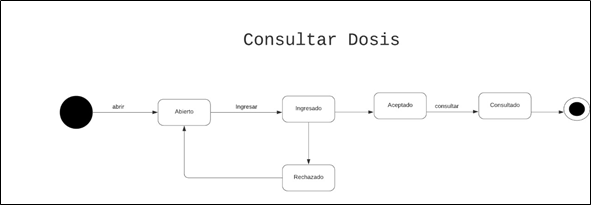 Consultar Dosis
abrir
Abierto
Ingresar
Ingresado
Aceptado
consultar
Consultado
Rechazado